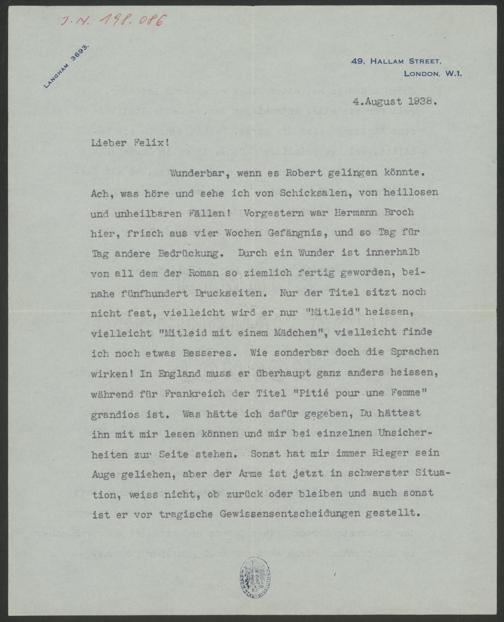 J.N. 198.086
LANGHAM 3693.
49, HALLAM STREET,
LONDON, W.1.
4.August 1938.
Lieber Felix!
Wunderbar, wenn es Robert gelingen könnte.
Ach, was höre und sehe ich von Schicksalen, von heillosen
und unheilbaren Fällen! Vorgestern war Hermann Broch
hier, frisch aus vier Wochen Gefängnis, und so Tag für
Tag andere Bedrückung. Durch ein Wunder ist innerhalb
von all dem der Roman so ziemlich fertig geworden, bei-
nahe fünfhundert Druckseiten. Nur der Titel sitzt noch
nicht fest, vielleicht wird er nur "Mitleid" heissen,
vielleicht "Mitleid mit einem Mädchen", vielleicht finde
ich noch etwas Besseres. Wie sonderbar doch die Sprachen
wirken! In England muss er überhaupt ganz anders heissen,
während für Frankreich der Titel "Pitié pour une Femme"
grandios ist. Was hätte ich dafür gegeben, Du hättest
ihn mit mir lesen können und mir bei einzelnen Unsicher-
heiten zur Seite stehen. Sonst hat mir immer Rieger sein
Auge geliehen, aber der Arme ist jetzt in schwerster Situa-
tion, weiss nicht, ob zurück oder bleiben und auch sonst
ist er vor tragische Gewissensentscheidungen gestellt.